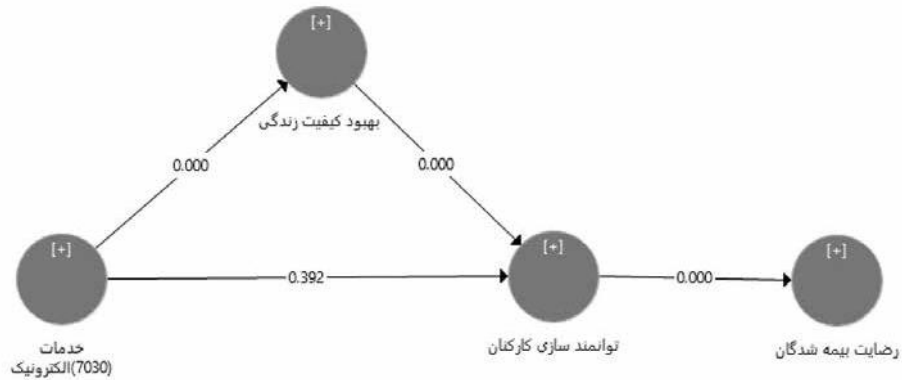 [+]
بهبود کیفیت زندگی
0.000
0.000
[+]
خدمات
الکترونیک(7030)
0.392
[+]
توانمند سازی کارکنان
0.000
[+]
رضایت بیمه شدگان